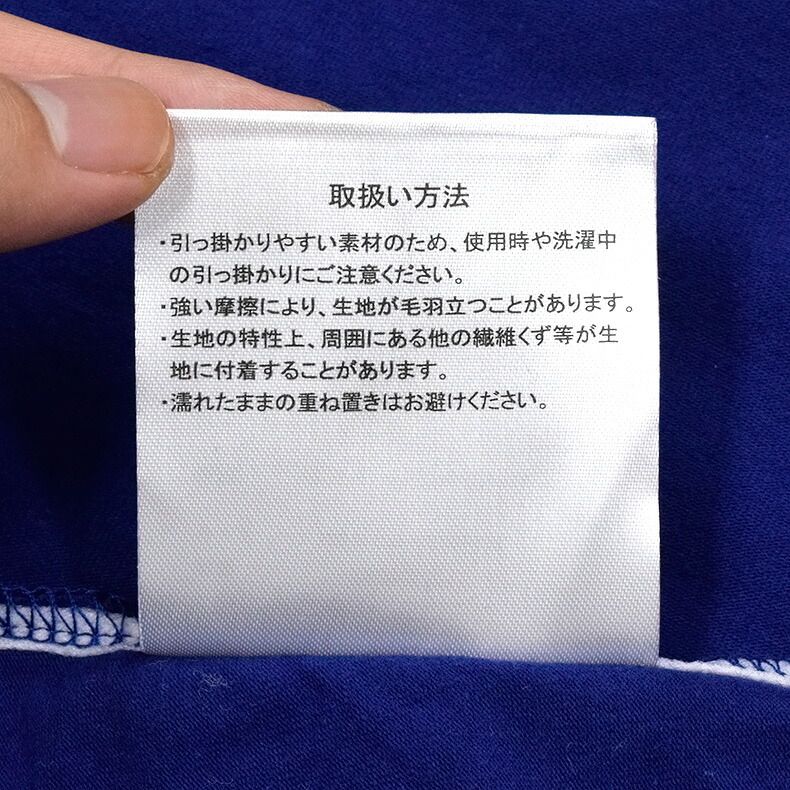 取扱い方法
・引っ掛かりやすい素材のため、使用時や洗濯中
の引っ掛かりにご注意ください。
・強い摩擦により、生地が毛羽立つことがあります。
・生地の特性上、周囲にある他の繊維くず等が生
地に付着することがあります。
・濡れたままの重ね置きはお避けください。